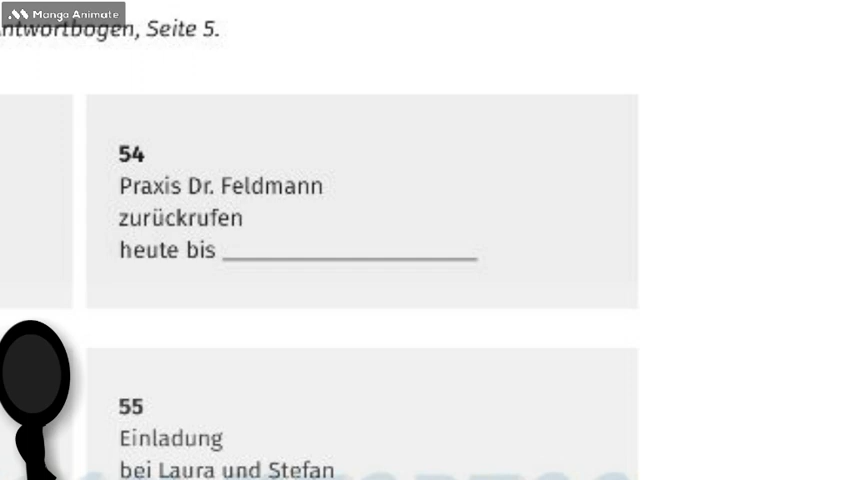 Manga Animate
ntwortbogen, Seite 5.
54
Praxis Dr. Feldmann
zurückrufen
heute bis
55
Einladung
bei Laura und Stefan